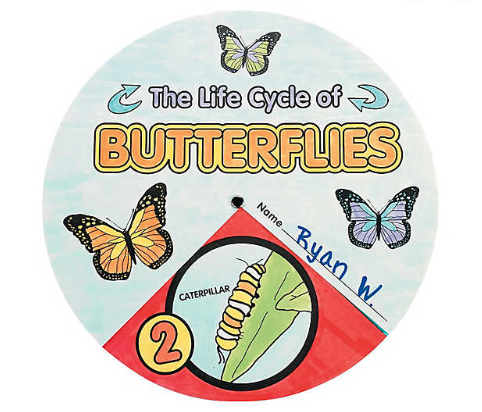 The Life Cycle of
BUTTERFLIES
Name
Ryan W.
CATERPILLAR
2